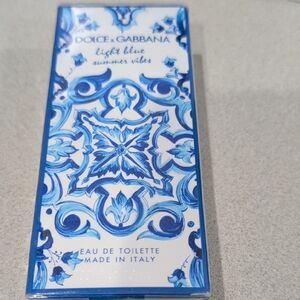 DOLCE & GABBANA
light blue
summer vibes
EAU DE TOILETTE
MADE IN ITALY